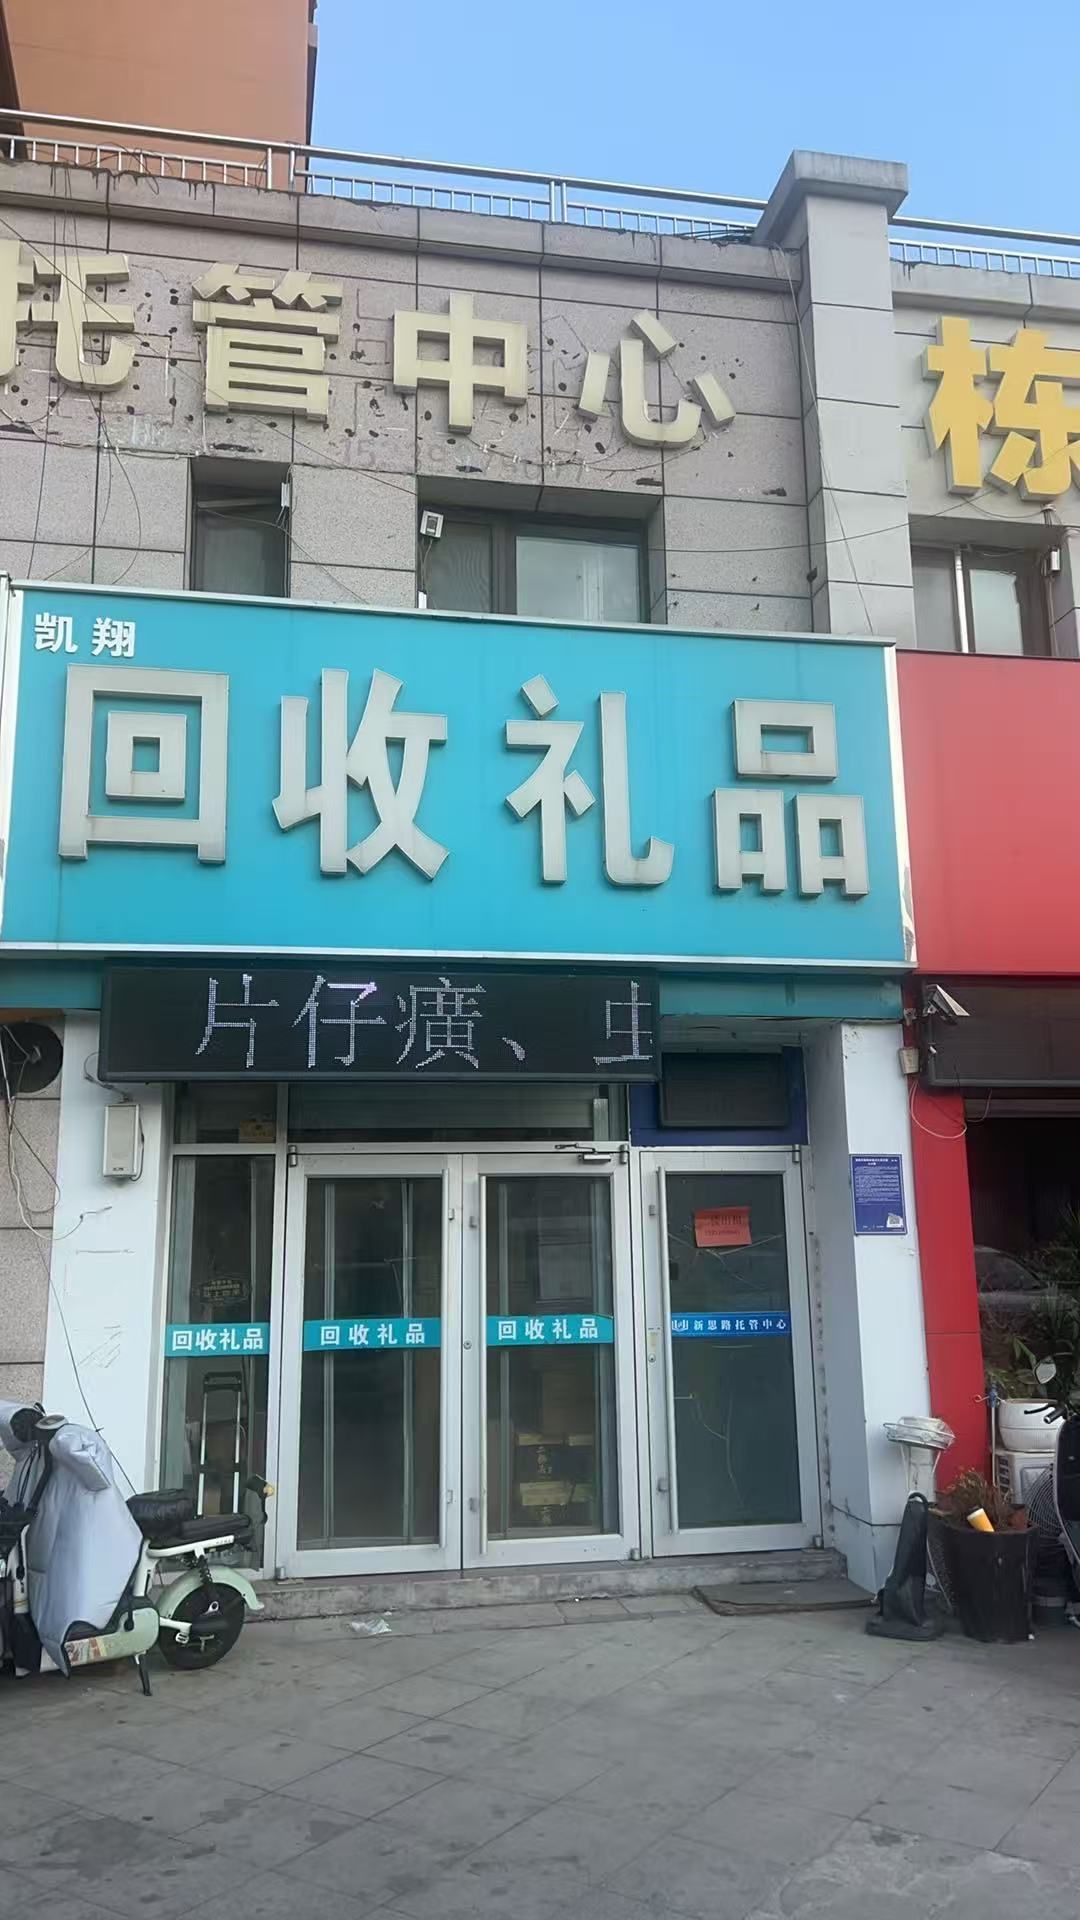 托管中心
栋
凯翔
回收礼品
片仔癀、虫
回收礼品
回收礼品
回收礼品
新思路托管中心